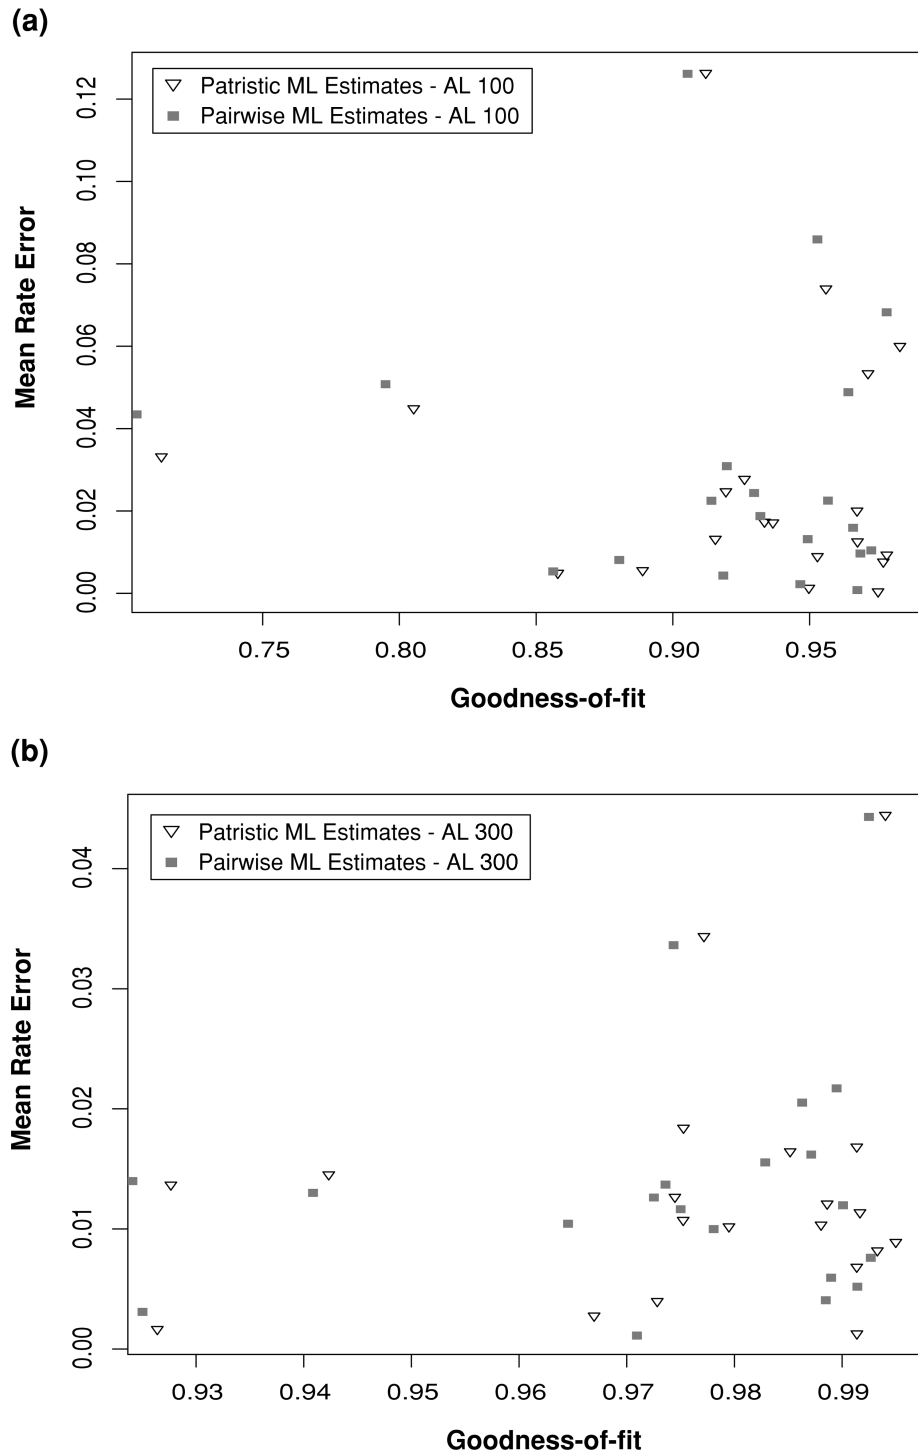 (a)
Patristic ML Estimates - AL 100
Pairwise ML Estimates - AL 100
Mean Rate Error
0.12
0.10
0.08
0.06
0.04
0.02
0.00
0.75 0.80 0.85 0.90 0.95
Goodness-of-fit
(b)
Patristic ML Estimates - AL 300
Pairwise ML Estimates - AL 300
Mean Rate Error
0.04
0.03
0.02
0.01
0.00
0.93 0.94 0.95 0.96 0.97 0.98 0.99
Goodness-of-fit